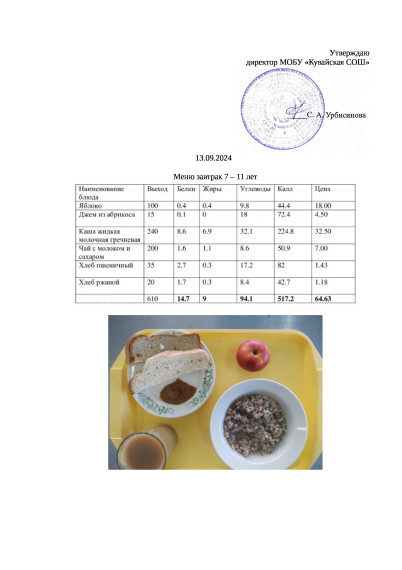 Утверждаю
директор МОБУ «Кувайская СОШ»
С. А. Урбисинова
13.09.2024
Меню завтрак 7 – 11 лет
Наименование блюда Выход Белки Жиры Углеводы Калл Цена
Яблоко 100 0.4 0.4 9.8 44.4 18.00
Джем из абрикоса 15 0.1 0 18 72.4 4.50
Каша жидкая молочная гречневая 240 8.6 6.9 32.1 224.8 32.50
Чай с молоком и сахаром 200 1.6 1.1 8.6 50.9 7.00
Хлеб пшеничный 35 2.7 0.3 17.2 82 1.43
Хлеб ржаной 20 1.7 0.3 8.4 42.7 1.18
610 14.7 9 94.1 517.2 64.63